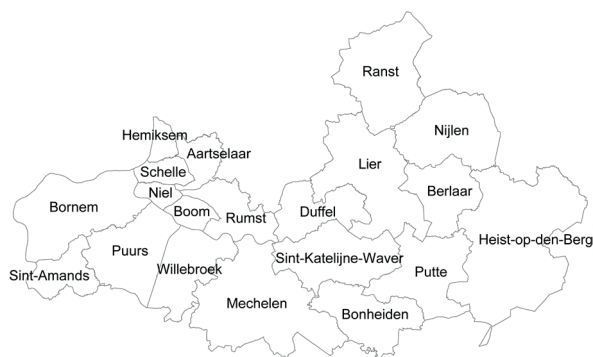 Ranst
Hemiksem
Nijlen
Aartselaar
Lier
Schelle
Niel
Berlaar
Bornem
Boom
Duffel
Rumst
Heist-op-den-Berg
Puurs
Sint-Katelijne-Waver
Willebroek
Putte
Sint-Amands
Mechelen
Bonheiden